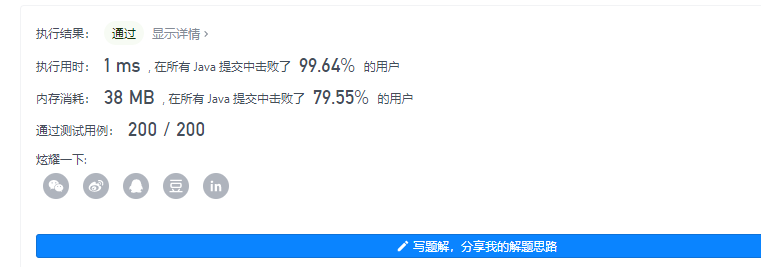 执行结果： 通过 显示详情 ›
执行用时： 1 ms , 在所有 Java 提交中击败了 99.64% 的用户
内存消耗： 38 MB , 在所有 Java 提交中击败了 79.55% 的用户
通过测试用例： 200 / 200
炫耀一下:
豆 in
写题解，分享我的解题思路